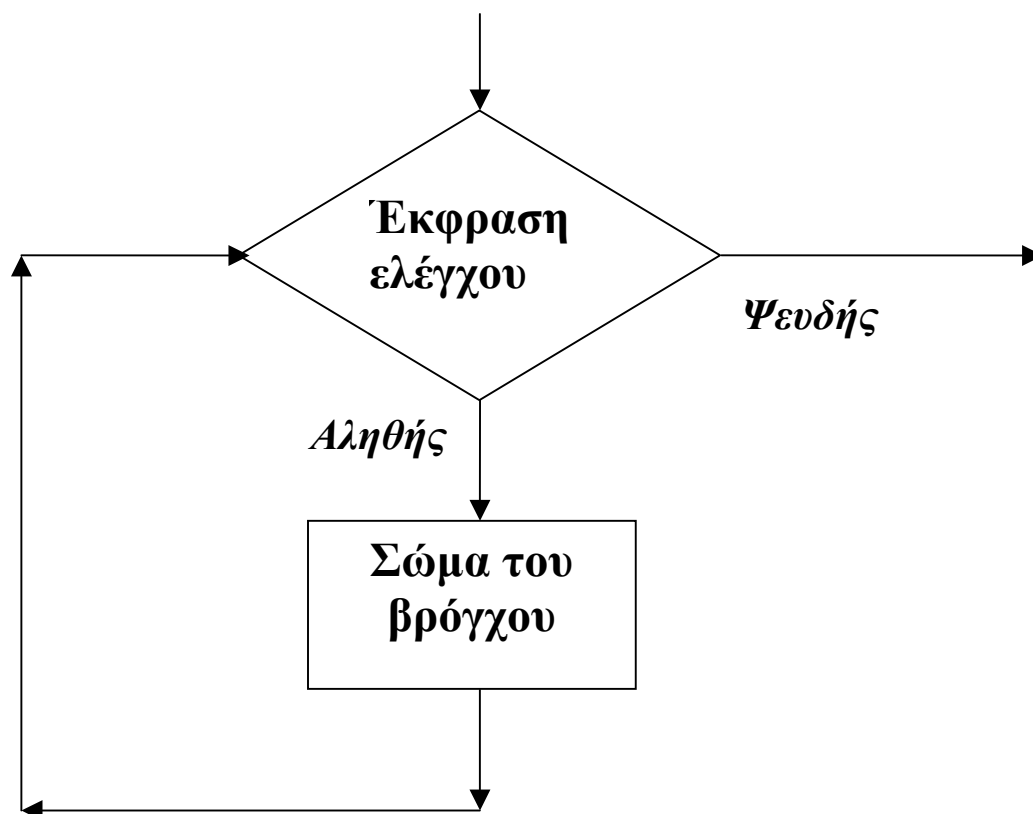 Έκφραση
ελέγχου
Ψευδής
Αληθής
Σώμα του
βρόγχου